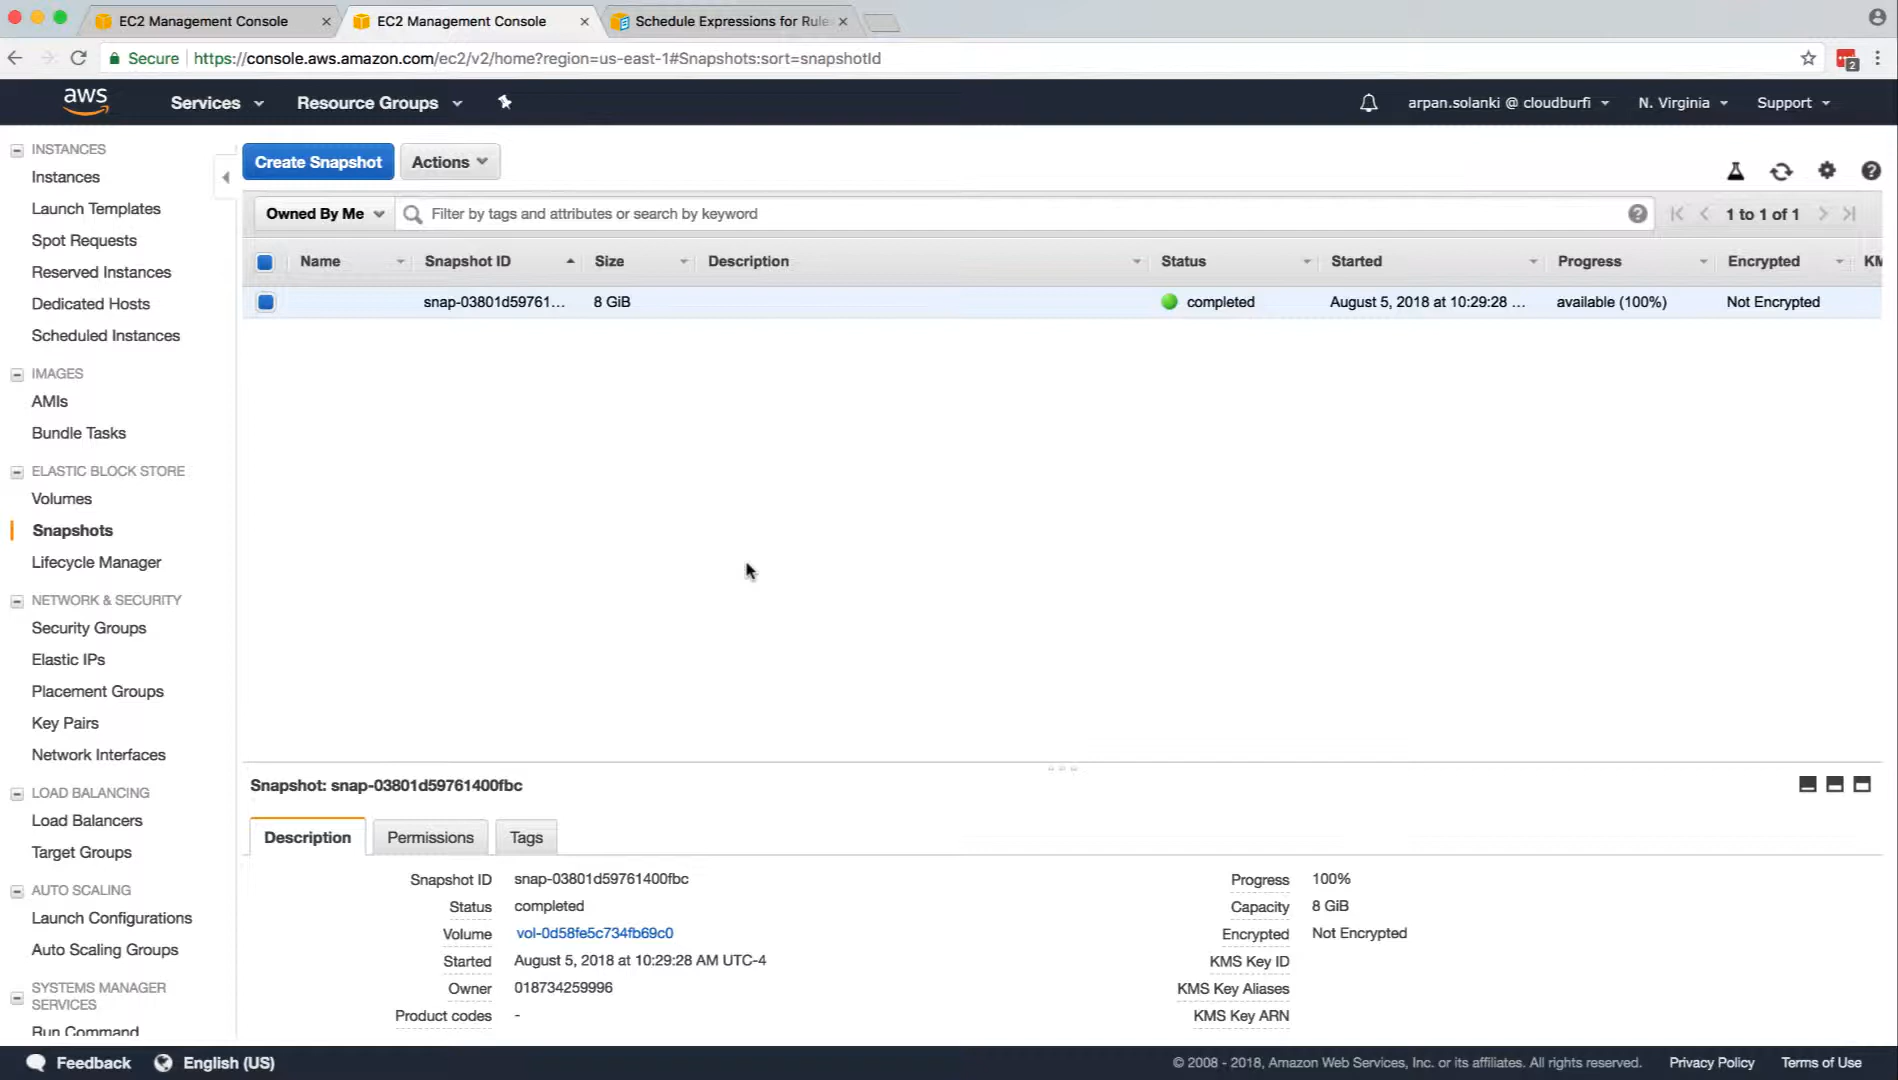 EC2 Management Console
EC2 Management Console
Schedule Expressions for Rule
Secure https://console.aws.amazon.com/ec2/v2/home?region=us-east-1#Snapshots:sort=snapshotId
2
aws Services Resource Groups arpan.solanki @ cloudburfi N. Virginia Support
INSTANCES
Instances
Launch Templates
Spot Requests
Reserved Instances
Dedicated Hosts
Scheduled Instances
IMAGES
AMIs
Bundle Tasks
ELASTIC BLOCK STORE
Volumes
Snapshots
Lifecycle Manager
NETWORK & SECURITY
Security Groups
Elastic IPs
Placement Groups
Key Pairs
Network Interfaces
LOAD BALANCING
Load Balancers
Target Groups
AUTO SCALING
Launch Configurations
Auto Scaling Groups
SYSTEMS MANAGER
SERVICES
Run Command
Create Snapshot Actions
Owned By Me Filter by tags and attributes or search by keyword 1 to 1 of 1
Name Snapshot ID Size Description Status Started Progress Encrypted KM
snap-03801d59761... 8 GiB completed August 5, 2018 at 10:29:28 ... available (100%) Not Encrypted
Snapshot: snap-03801d59761400fbc
Description Permissions Tags
Snapshot ID snap-03801d59761400fbc
Status completed
Volume vol-0d58fe5c734fb69c0
Started August 5, 2018 at 10:29:28 AM UTC-4
Owner 018734259996
Product codes -
Progress 100%
Capacity 8 GiB
Encrypted Not Encrypted
KMS Key ID
KMS Key Aliases
KMS Key ARN
Feedback English (US) © 2008 - 2018, Amazon Web Services, Inc. or its affiliates. All rights reserved. Privacy Policy Terms of Use